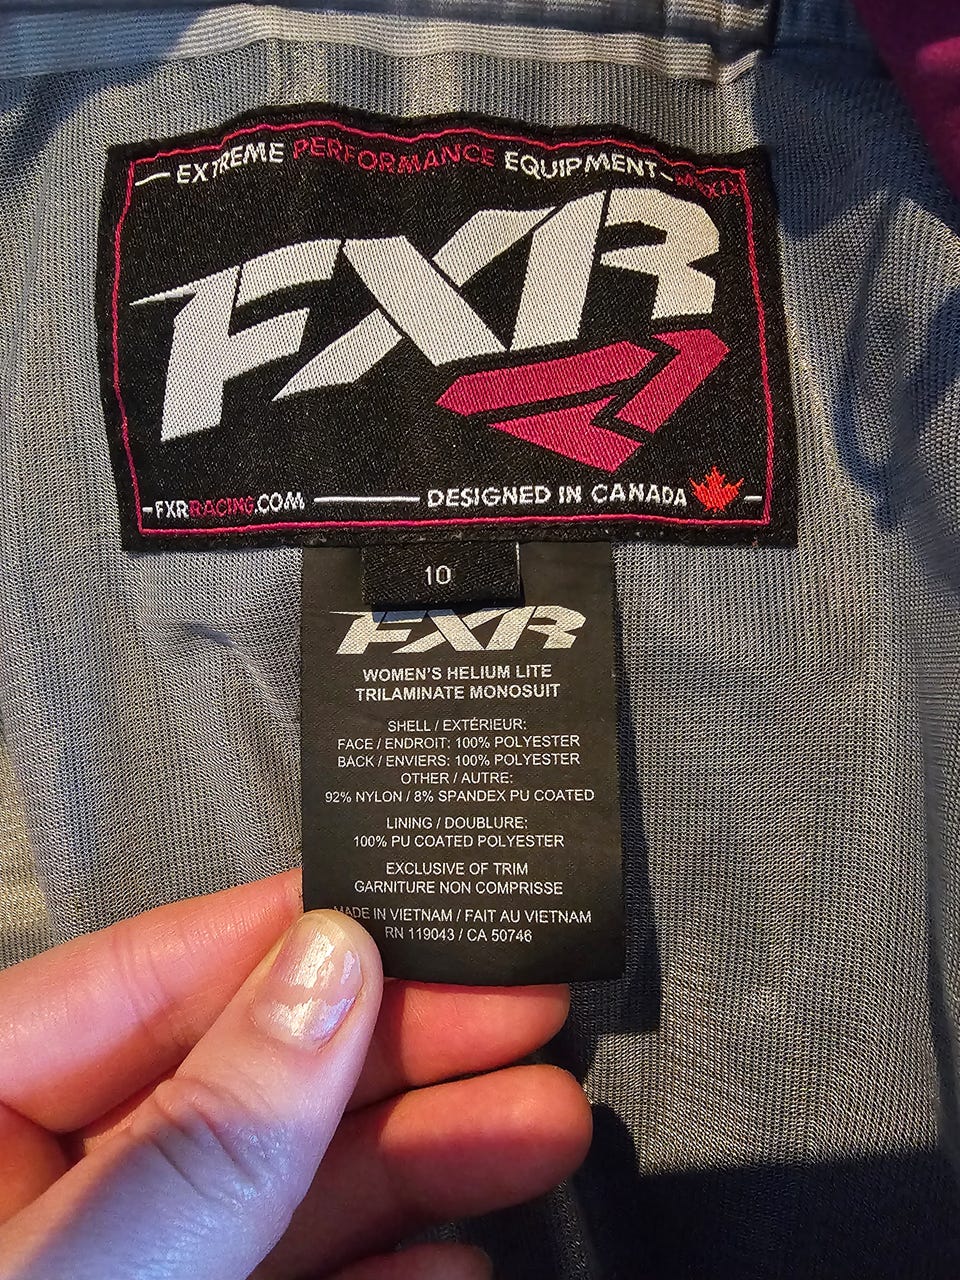 EXTREME PERFORMANCE EQUIPMENT
FXR
FXRRACING.COM
DESIGNED IN CANADA
10
FXR
WOMEN'S HELIUM LITE
TRILAMINATE MONOSUIT
SHELL / EXTÉRIEUR:
FACE / ENDROIT: 100% POLYESTER
BACK / ENVIERS: 100% POLYESTER
OTHER / AUTRE:
92% NYLON / 8% SPANDEX PU COATED
LINING / DOUBLURE:
100% PU COATED POLYESTER
EXCLUSIVE OF TRIM
GARNITURE NON COMPRISSE
MADE IN VIETNAM / FAIT AU VIETNAM
RN 119043 / CA 50746